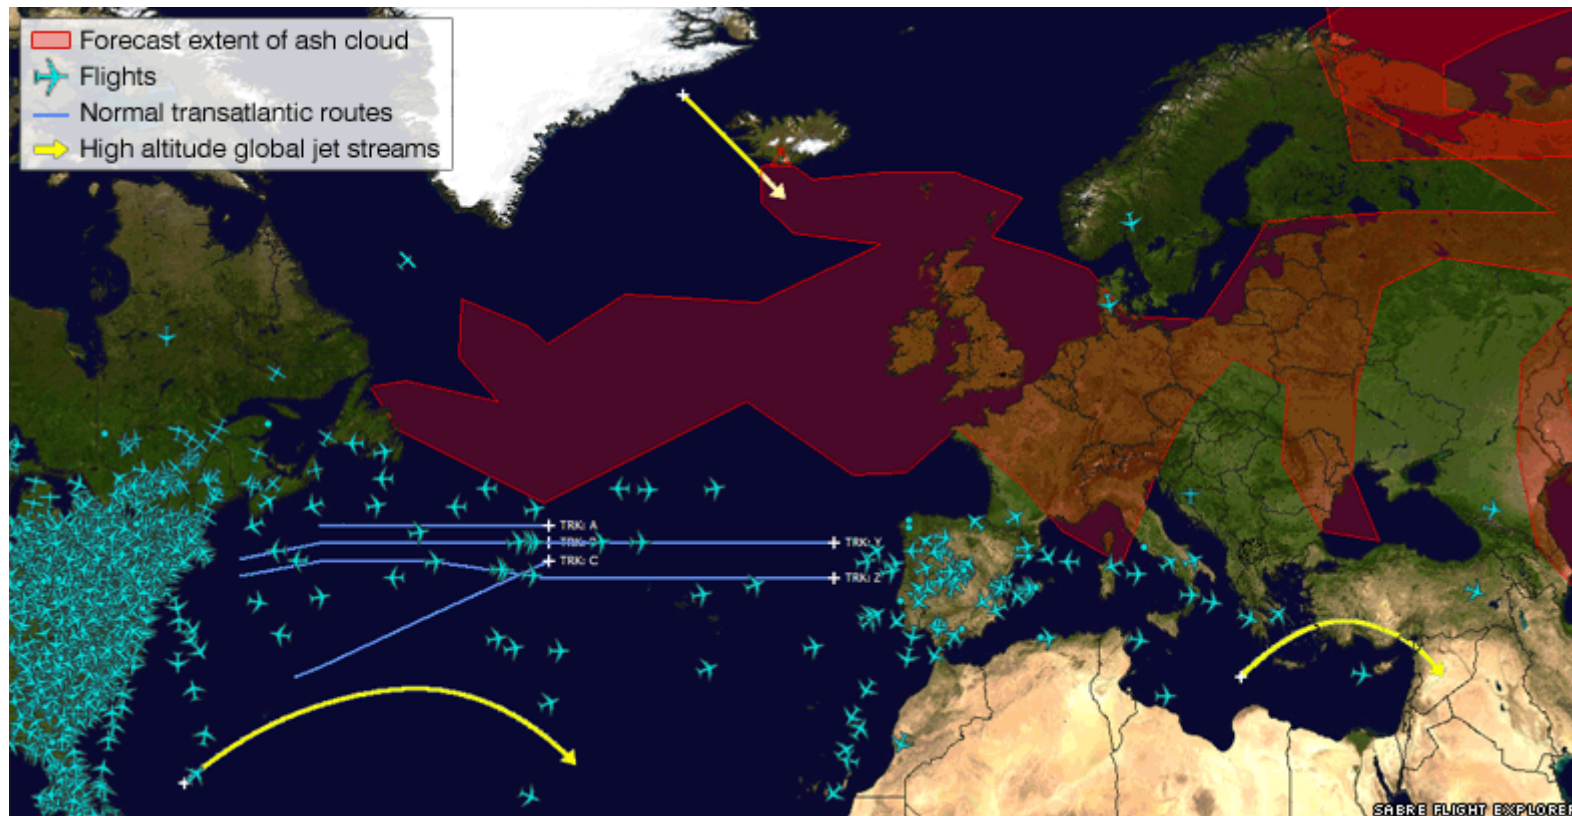 Forecast extent of ash cloud
Flights
Normal transatlantic routes
High altitude global jet streams
TRK: A
TRK: C
TRK: Y
TRK: Z
SABRE FLIGHT EXPLORER